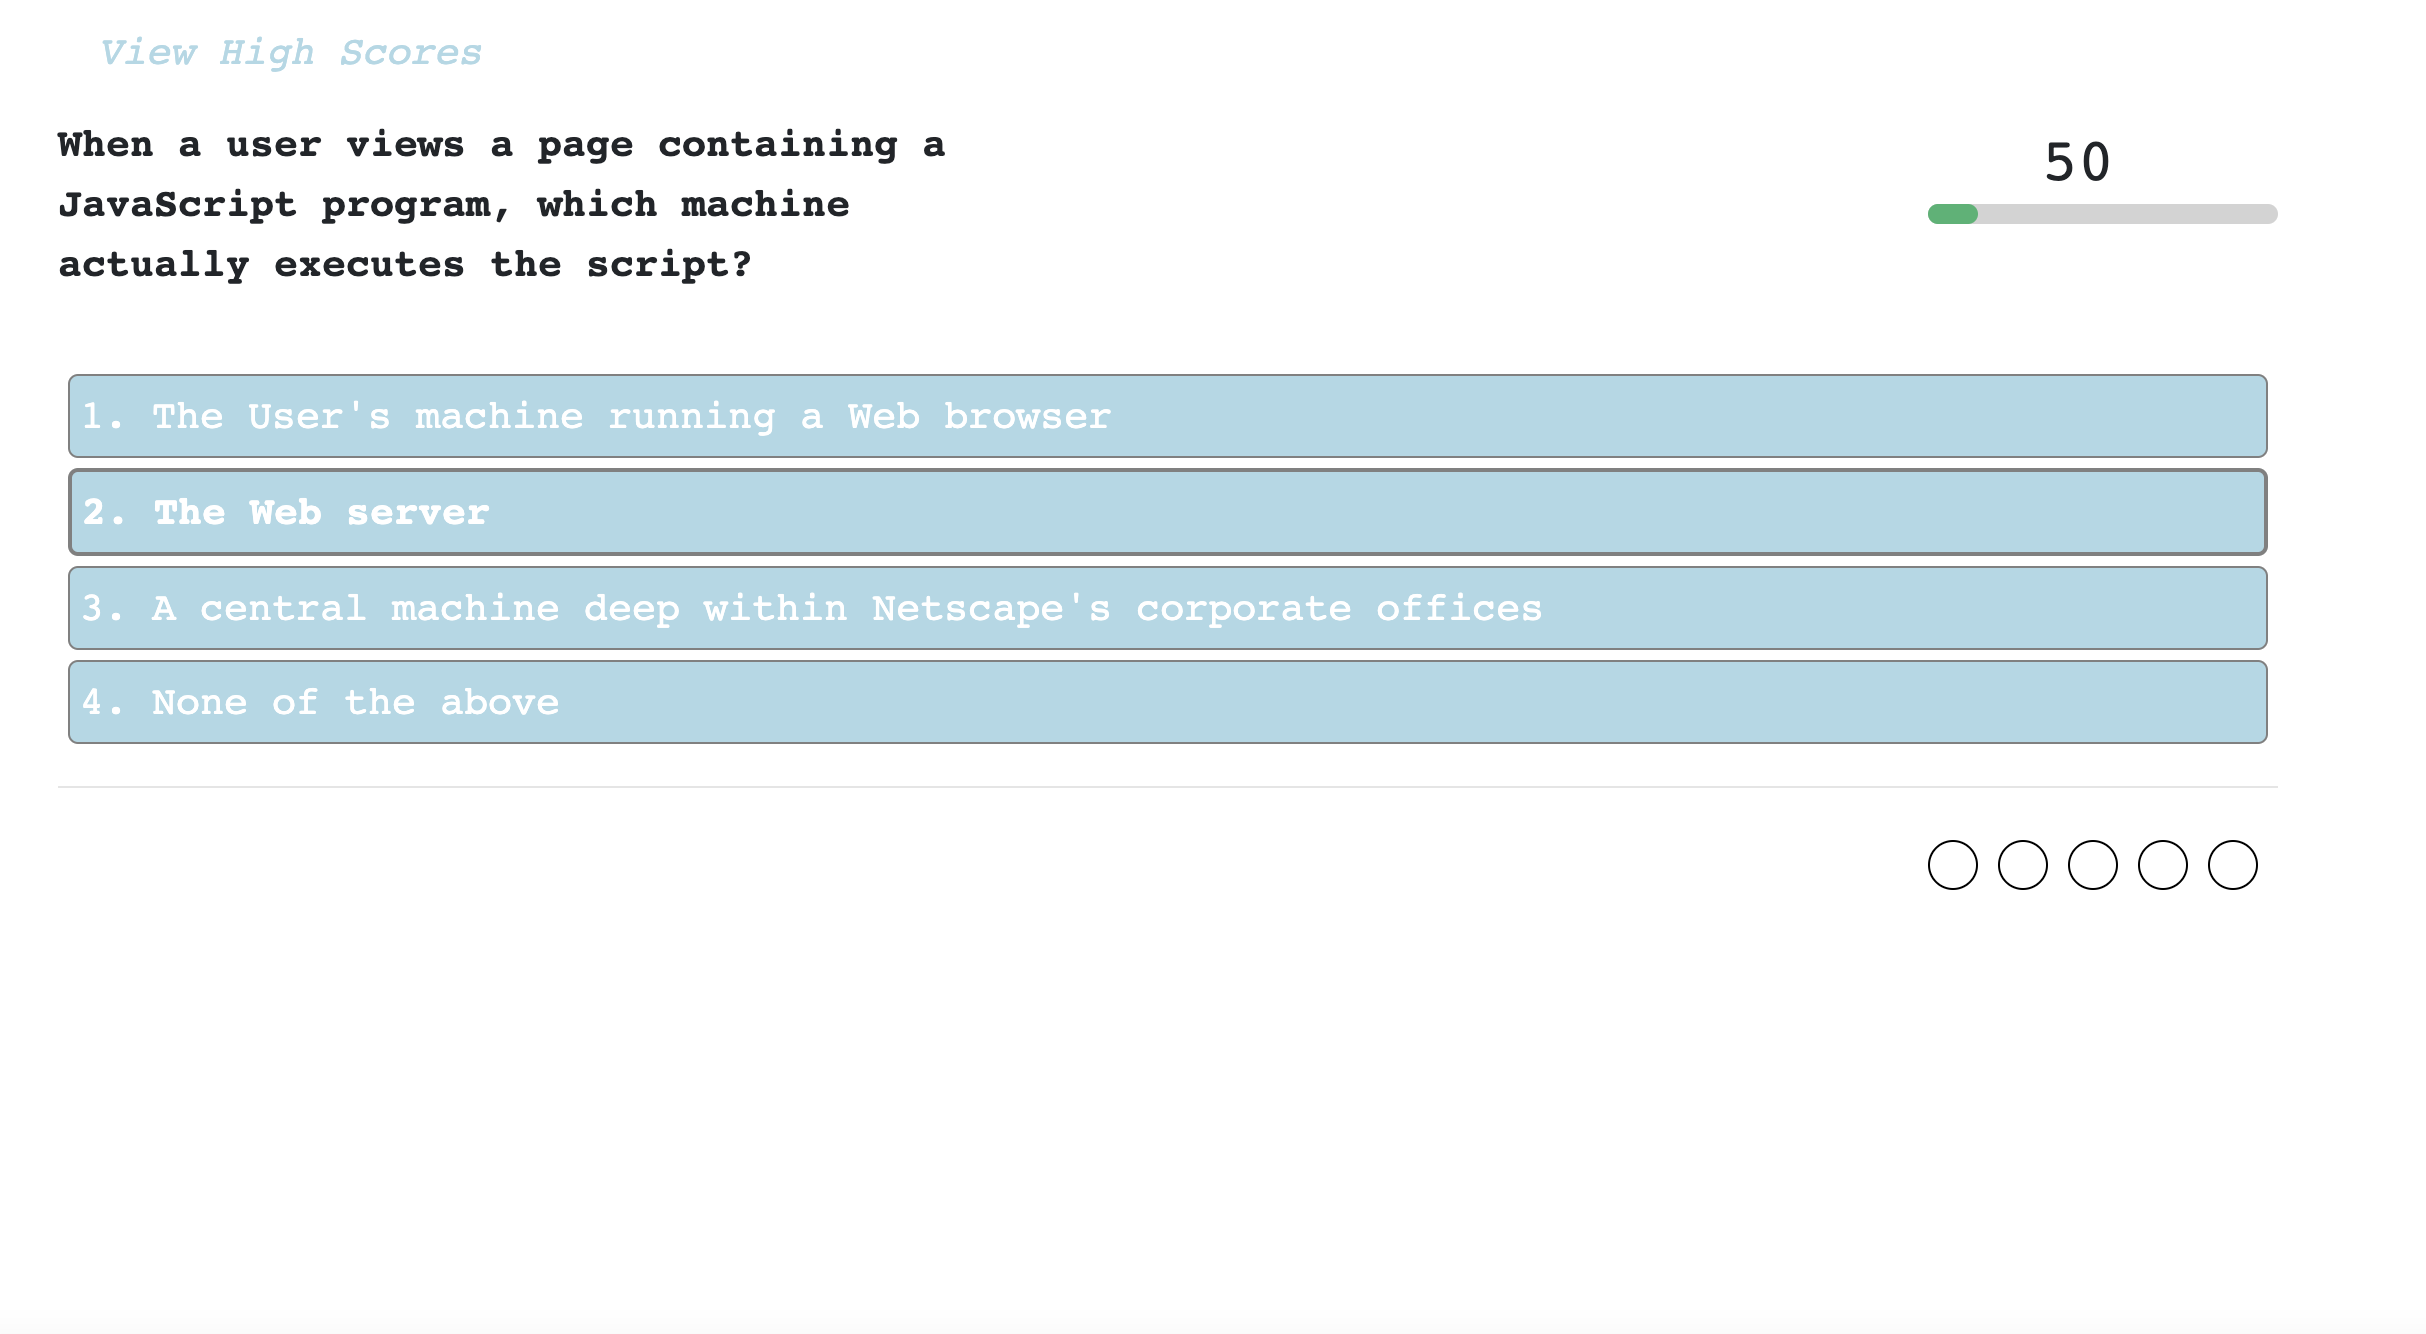 View High Scores
When a user views a page containing a
JavaScript program, which machine
actually executes the script?
50
1. The User's machine running a Web browser
2. The Web server
3. A central machine deep within Netscape's corporate offices
4. None of the above